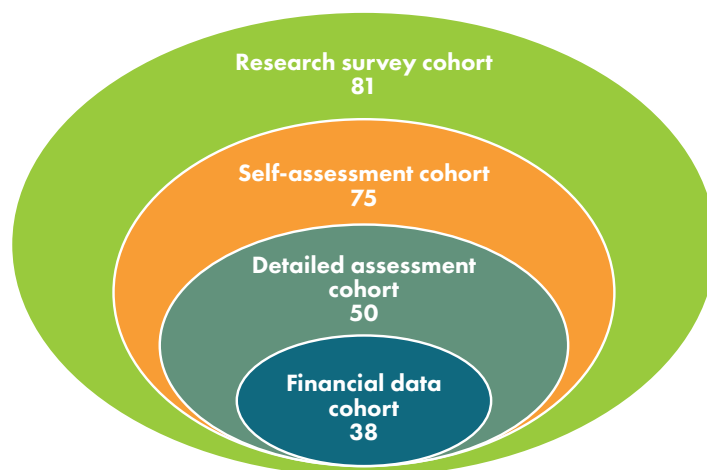 Research survey cohort
81
Self-assessment cohort
75
Detailed assessment
cohort
50
Financial data
cohort
38